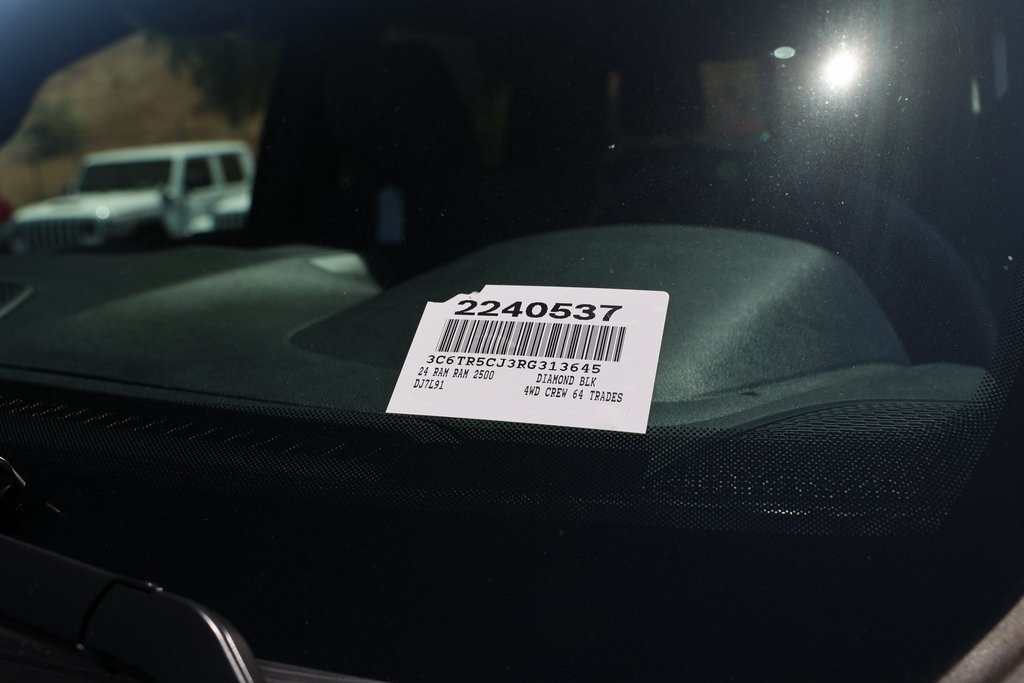 2240537
3C6TR5CJ3RG313645
24 RAM RAM 2500 DIAMOND BLK
DJ7L91 4WD CREW 64 TRADES